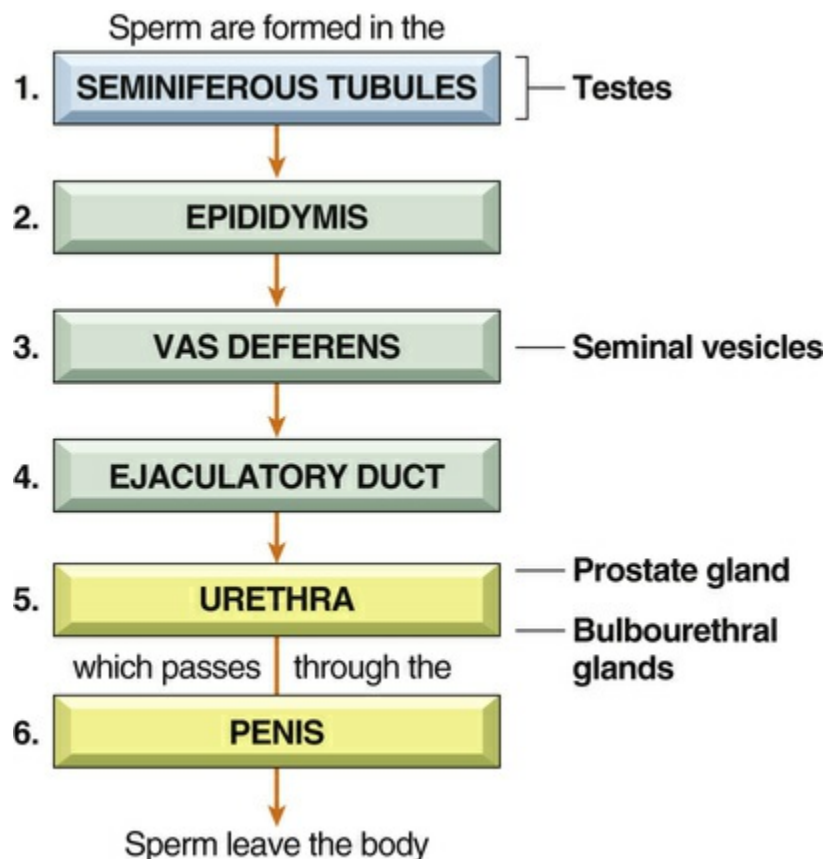 Sperm are formed in the
1. SEMINIFEROUS TUBULES Testes
2. EPIDIDYMIS
3. VAS DEFERENS Seminal vesicles
4. EJACULATORY DUCT
Prostate gland
5. URETHRA
Bulbourethral
glands
which passes through the
6. PENIS
Sperm leave the body